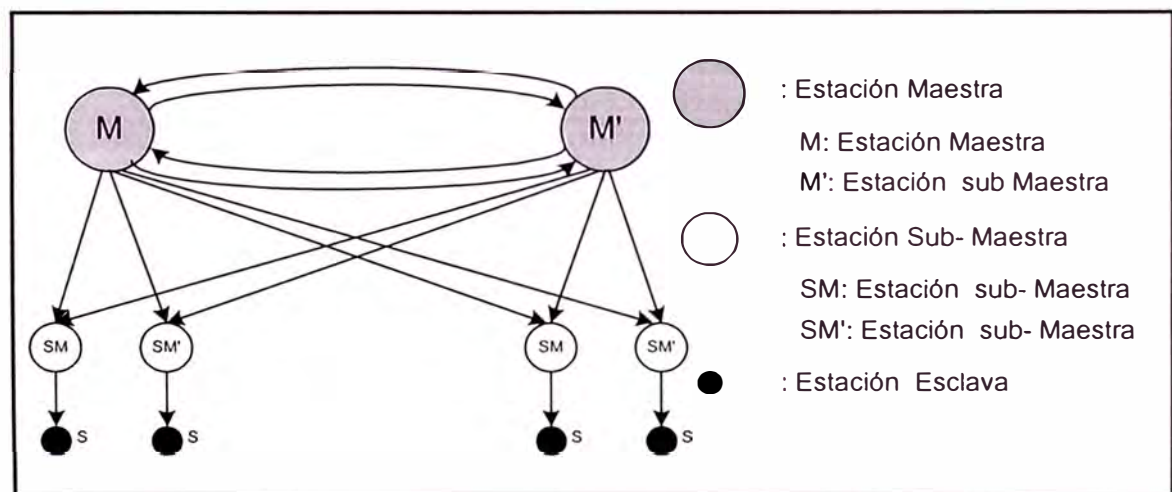 M
M'
SM
SM'
SM
SM'
S
S
S
S
: Estación Maestra
M: Estación Maestra
M': Estación sub Maestra
: Estación Sub- Maestra
SM: Estación sub- Maestra
SM': Estación sub- Maestra
: Estación Esclava